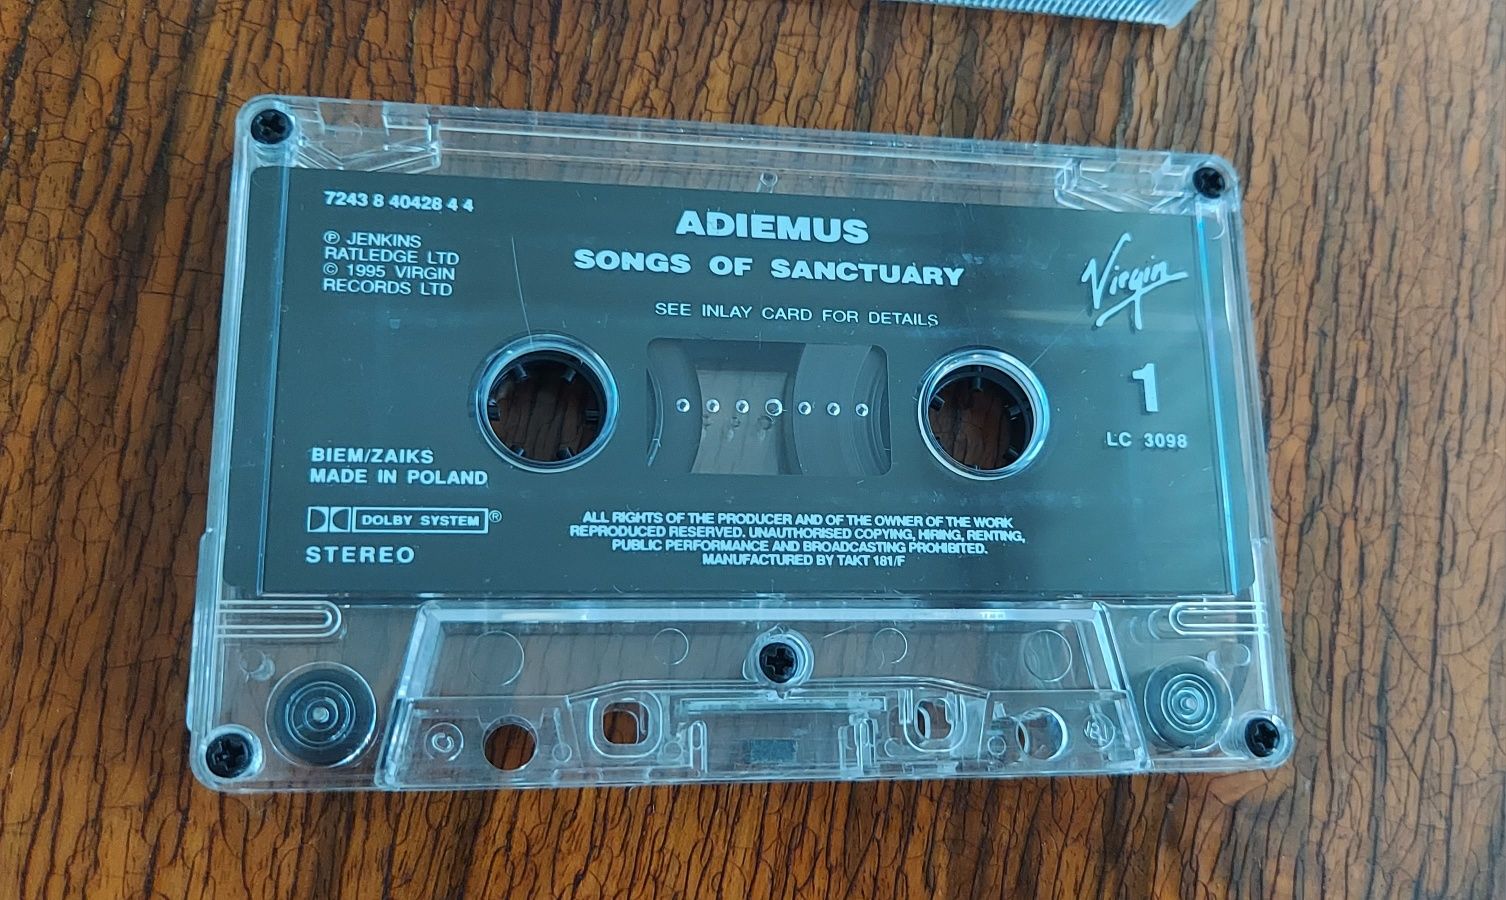 7243 8 40428 4 4
℗ JENKINS
RATLEDGE LTD
© 1995 VIRGIN
RECORDS LTD
ADIEMUS
SONGS OF SANCTUARY
SEE INLAY CARD FOR DETAILS
Virgin
1
LC 3098
BIEM/ZAIKS
MADE IN POLAND
DOLBY SYSTEM®
STEREO
ALL RIGHTS OF THE PRODUCER AND OF THE OWNER OF THE WORK
REPRODUCED RESERVED. UNAUTHORISED COPYING, HIRING, RENTING,
PUBLIC PERFORMANCE AND BROADCASTING PROHIBITED.
MANUFACTURED BY TAKT 181/F